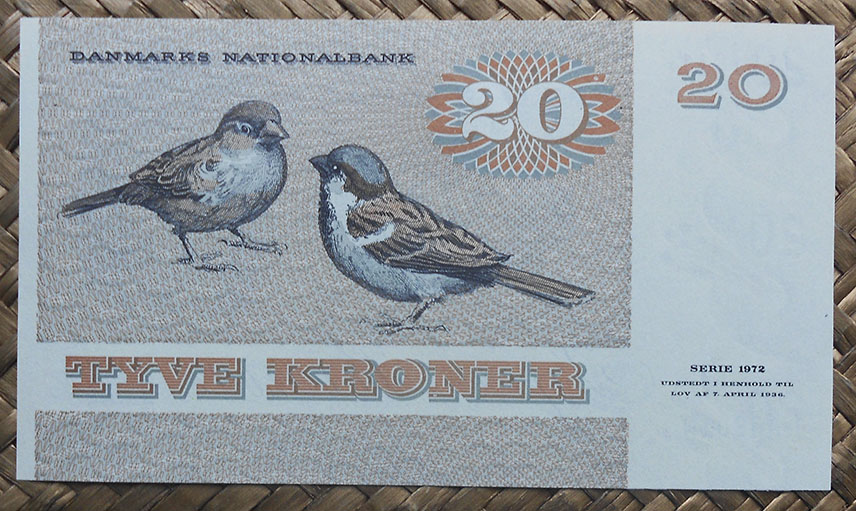 DANMARKS NATIONALBANK
20
20
TYVE KRONER
SERIE 1972
UDSTEDT I HENHOLD TIL
LOV AF 7. APRIL 1936.